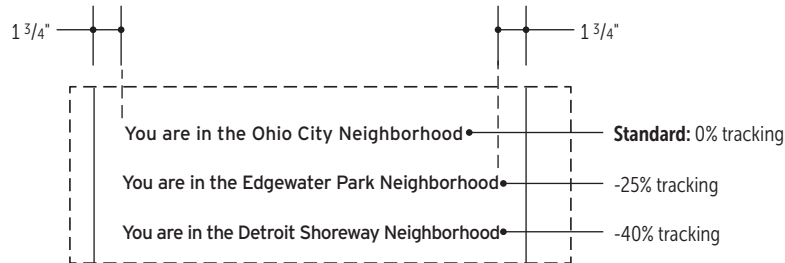 1 3/4" 1 3/4"
You are in the Ohio City Neighborhood Standard: 0% tracking
You are in the Edgewater Park Neighborhood -25% tracking
You are in the Detroit Shoreway Neighborhood -40% tracking